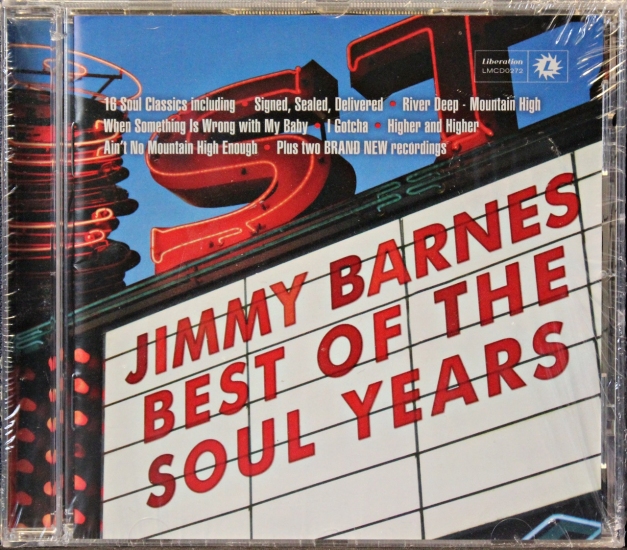 ST
Liberation
LMCD0272
16 Soul Classics including Signed, Sealed, Delivered • River Deep - Mountain High
When Something Is Wrong with My Baby • I Gotcha • Higher and Higher
Ain't No Mountain High Enough • Plus two BRAND NEW recordings
JIMMY BARNES
BEST OF THE
SOUL YEARS